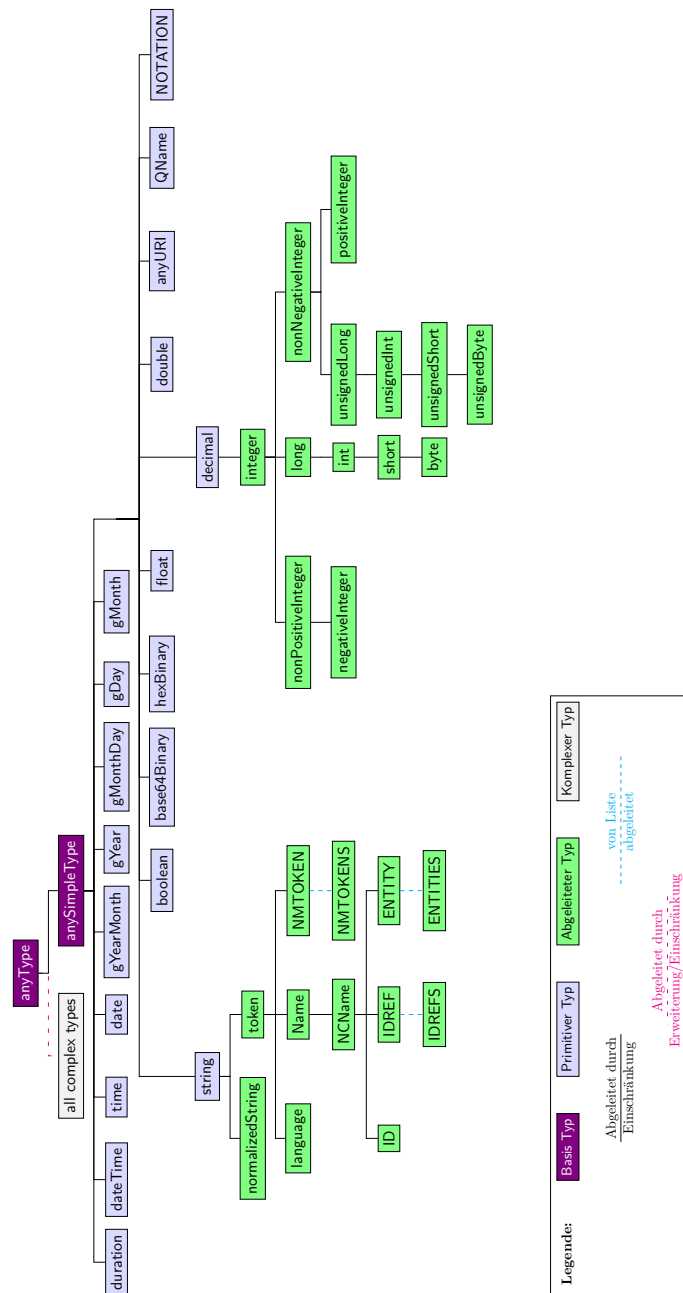 anyType
all complex types
anySimpleType
duration
dateTime
time
date
gYearMonth
gYear
gMonthDay
gDay
gMonth
boolean
base64Binary
hexBinary
float
double
anyURI
QName
NOTATION
string
decimal
normalizedString
token
integer
language
Name
NMTOKEN
nonPositiveInteger
long
nonNegativeInteger
NCName
NMTOKENS
negativeInteger
int
unsignedLong
positiveInteger
ID
IDREF
ENTITY
short
unsignedInt
IDREFS
ENTITIES
byte
unsignedShort
unsignedByte
Legende:
Basis Typ
Primitiver Typ
Abgeleiteter Typ
Komplexer Typ
Abgeleitet durch
Einschränkung
von Liste
abgeleitet
Abgeleitet durch
Erweiterung/Einschränkung